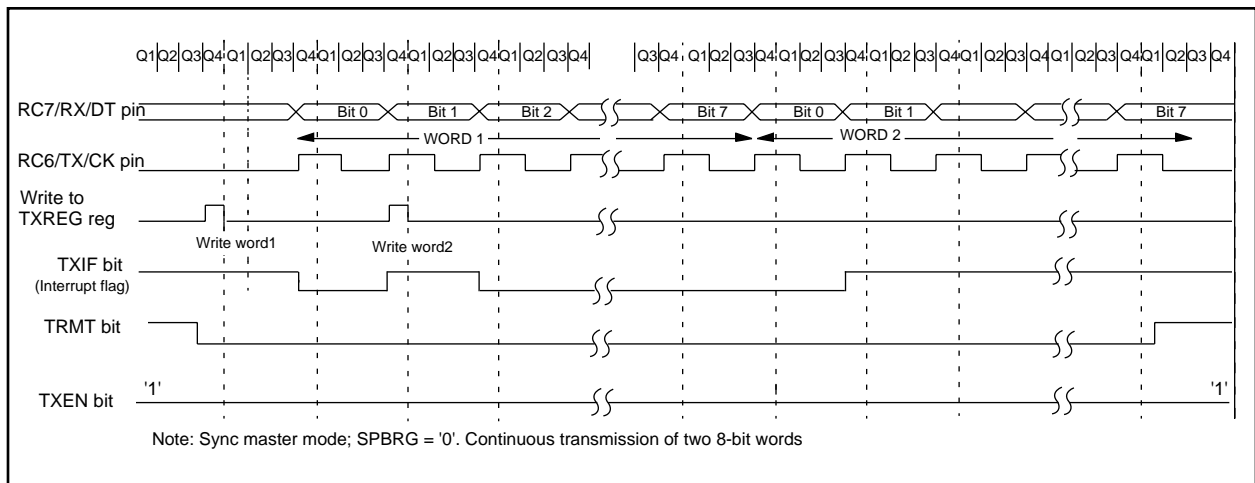 Q1 Q2 Q3 Q4 Q1 Q2 Q3 Q4 Q1 Q2 Q3 Q4 Q1 Q2 Q3 Q4 Q1 Q2 Q3 Q4 Q3 Q4 Q1 Q2 Q3 Q4 Q1 Q2 Q3 Q4 Q1 Q2 Q3 Q4 Q1 Q2 Q3 Q4 Q1 Q2 Q3 Q4 Q1 Q2 Q3 Q4
RC7/RX/DT pin Bit 0 Bit 1 Bit 2 Bit 7 Bit 0 Bit 1 Bit 7
WORD 1 WORD 2
RC6/TX/CK pin
Write to
TXREG reg
Write word1 Write word2
TXIF bit
(Interrupt flag)
TRMT bit
'1' '1'
TXEN bit
Note: Sync master mode; SPBRG = '0'. Continuous transmission of two 8-bit words